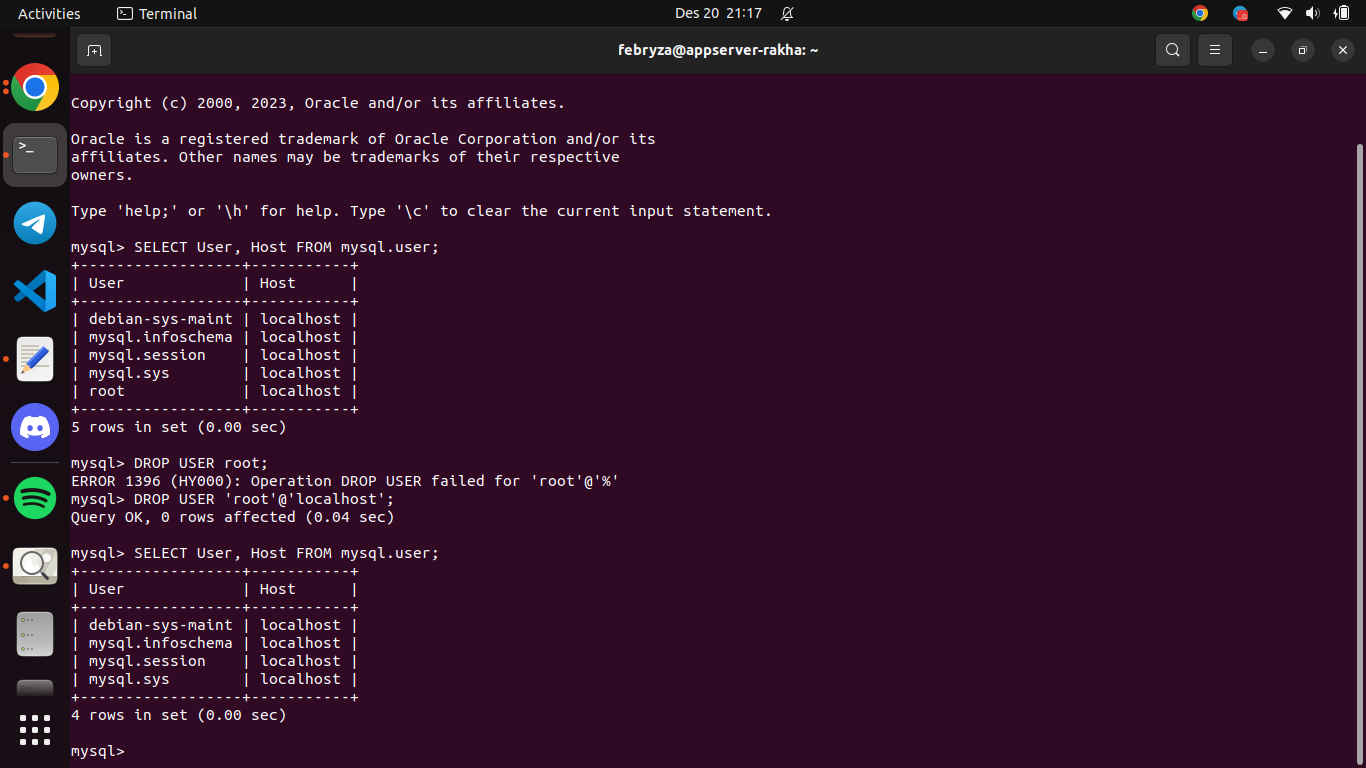 Activities
Terminal
Des 20 21:17
febryza@appserver-rakha: ~
Copyright (c) 2000, 2023, Oracle and/or its affiliates.
Oracle is a registered trademark of Oracle Corporation and/or its
affiliates. Other names may be trademarks of their respective
owners.
Type 'help;' or '\h' for help. Type '\c' to clear the current input statement.
mysql> SELECT User, Host FROM mysql.user;
+------------------+-----------+
| User             | Host      |
+------------------+-----------+
| debian-sys-maint | localhost |
| mysql.infoschema | localhost |
| mysql.session    | localhost |
| mysql.sys        | localhost |
| root             | localhost |
+------------------+-----------+
5 rows in set (0.00 sec)
mysql> DROP USER root;
ERROR 1396 (HY000): Operation DROP USER failed for 'root'@'%'
mysql> DROP USER 'root'@'localhost';
Query OK, 0 rows affected (0.04 sec)
mysql> SELECT User, Host FROM mysql.user;
+------------------+-----------+
| User             | Host      |
+------------------+-----------+
| debian-sys-maint | localhost |
| mysql.infoschema | localhost |
| mysql.session    | localhost |
| mysql.sys        | localhost |
+------------------+-----------+
4 rows in set (0.00 sec)
mysql>